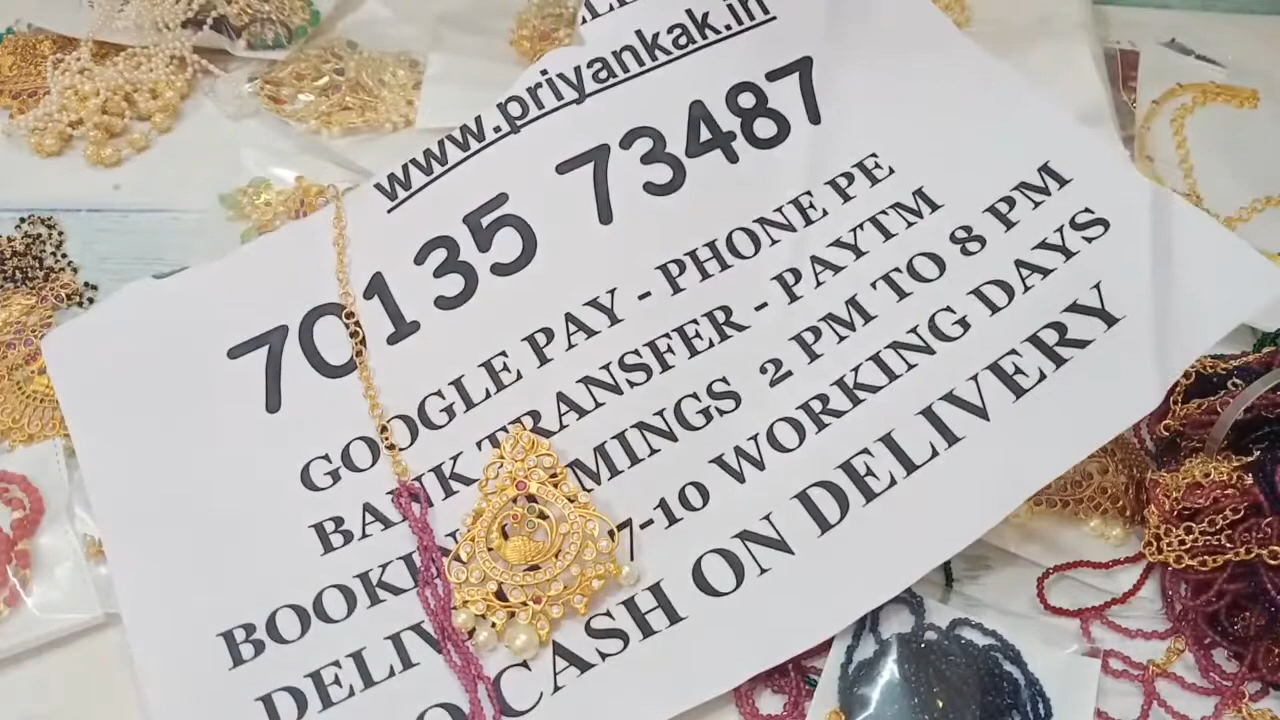 www.priyankak.in
70135 73487
GOOGLE PAY - PHONE PE
BANK TRANSFER - PAYTM
MINGS 2 PM TO 8 PM
7-10 WORKING DAYS
CASH ON DELIVERY